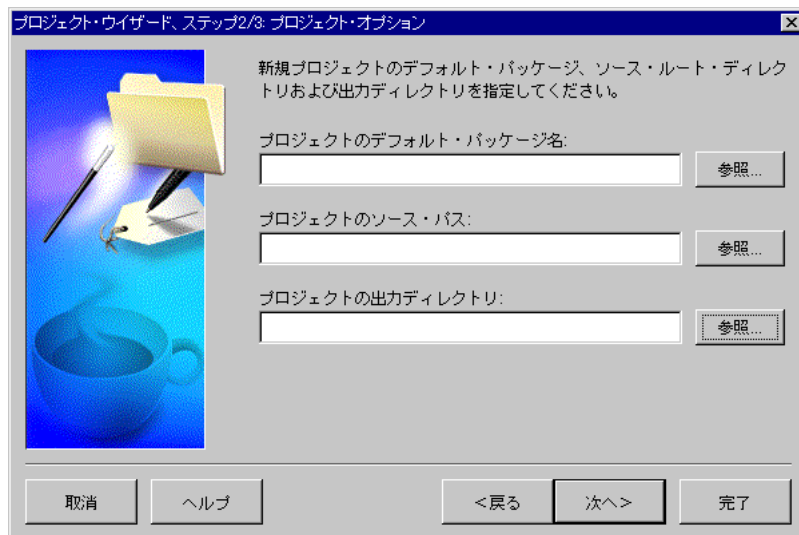 プロジェクト・ウイザード、ステップ2/3: プロジェクト・オプション
新規プロジェクトのデフォルト・パッケージ、ソース・ルート・ディレク
トリおよび出力ディレクトリを指定してください。
プロジェクトのデフォルト・パッケージ名:
参照...
プロジェクトのソース・パス:
参照...
プロジェクトの出力ディレクトリ:
参照...
取消
ヘルプ
<戻る
次へ>
完了